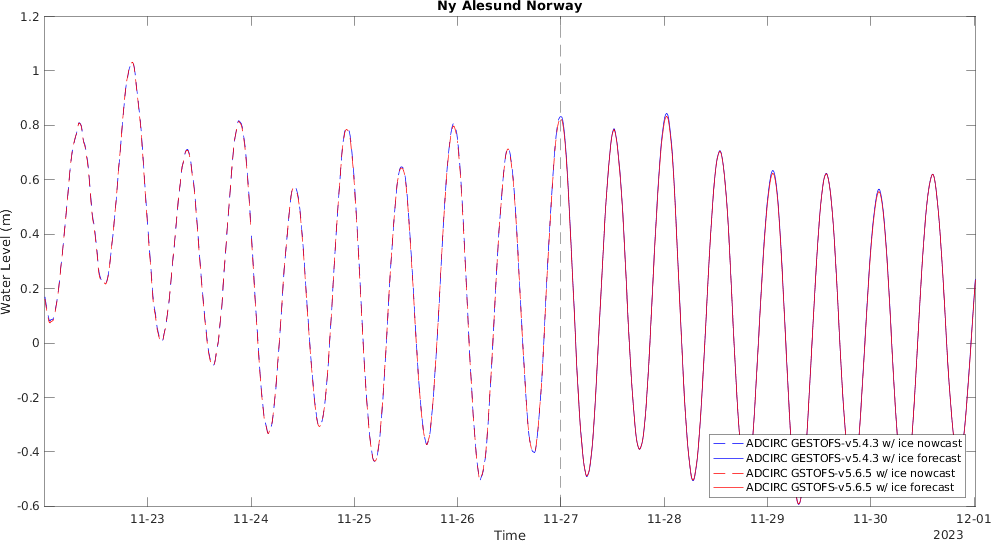 Ny Alesund Norway
1.2
1
0.8
0.6
0.4
0.2
0
-0.2
-0.4
-0.6
Water Level (m)
ADCIRC GESTOFS-v5.4.3 w/ ice nowcast
ADCIRC GESTOFS-v5.4.3 w/ ice forecast
ADCIRC GSTOFS-v5.6.5 w/ ice nowcast
ADCIRC GSTOFS-v5.6.5 w/ ice forecast
11-23 11-24 11-25 11-26 11-27 11-28 11-29 11-30 12-01
Time
2023